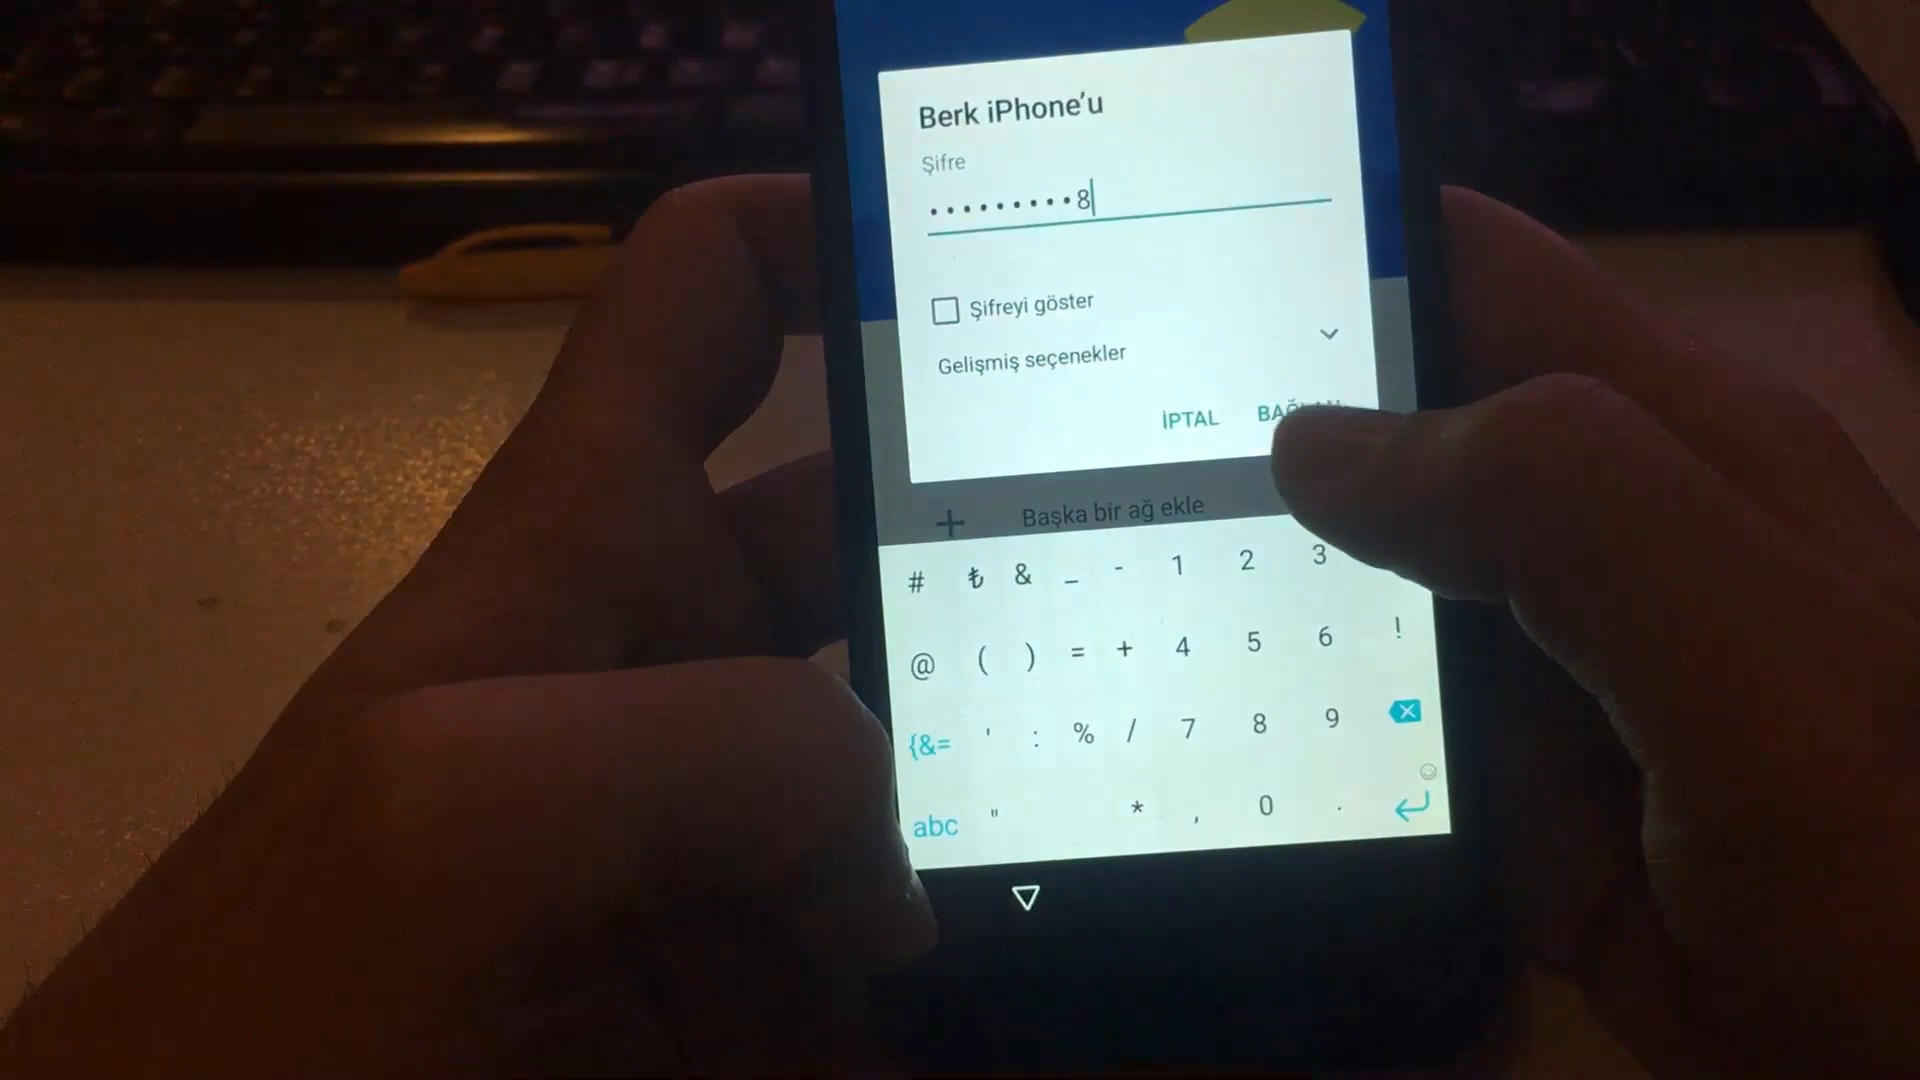 Berk iPhone'u
Şifre
•••••••••8
Şifreyi göster
Gelişmiş seçenekler
İPTAL
Başka bir ağ ekle
# ₺ & _ - 1 2 3
@ ( ) = + 4 5 6 !
{&= ' : % / 7 8 9
abc " * , 0 .